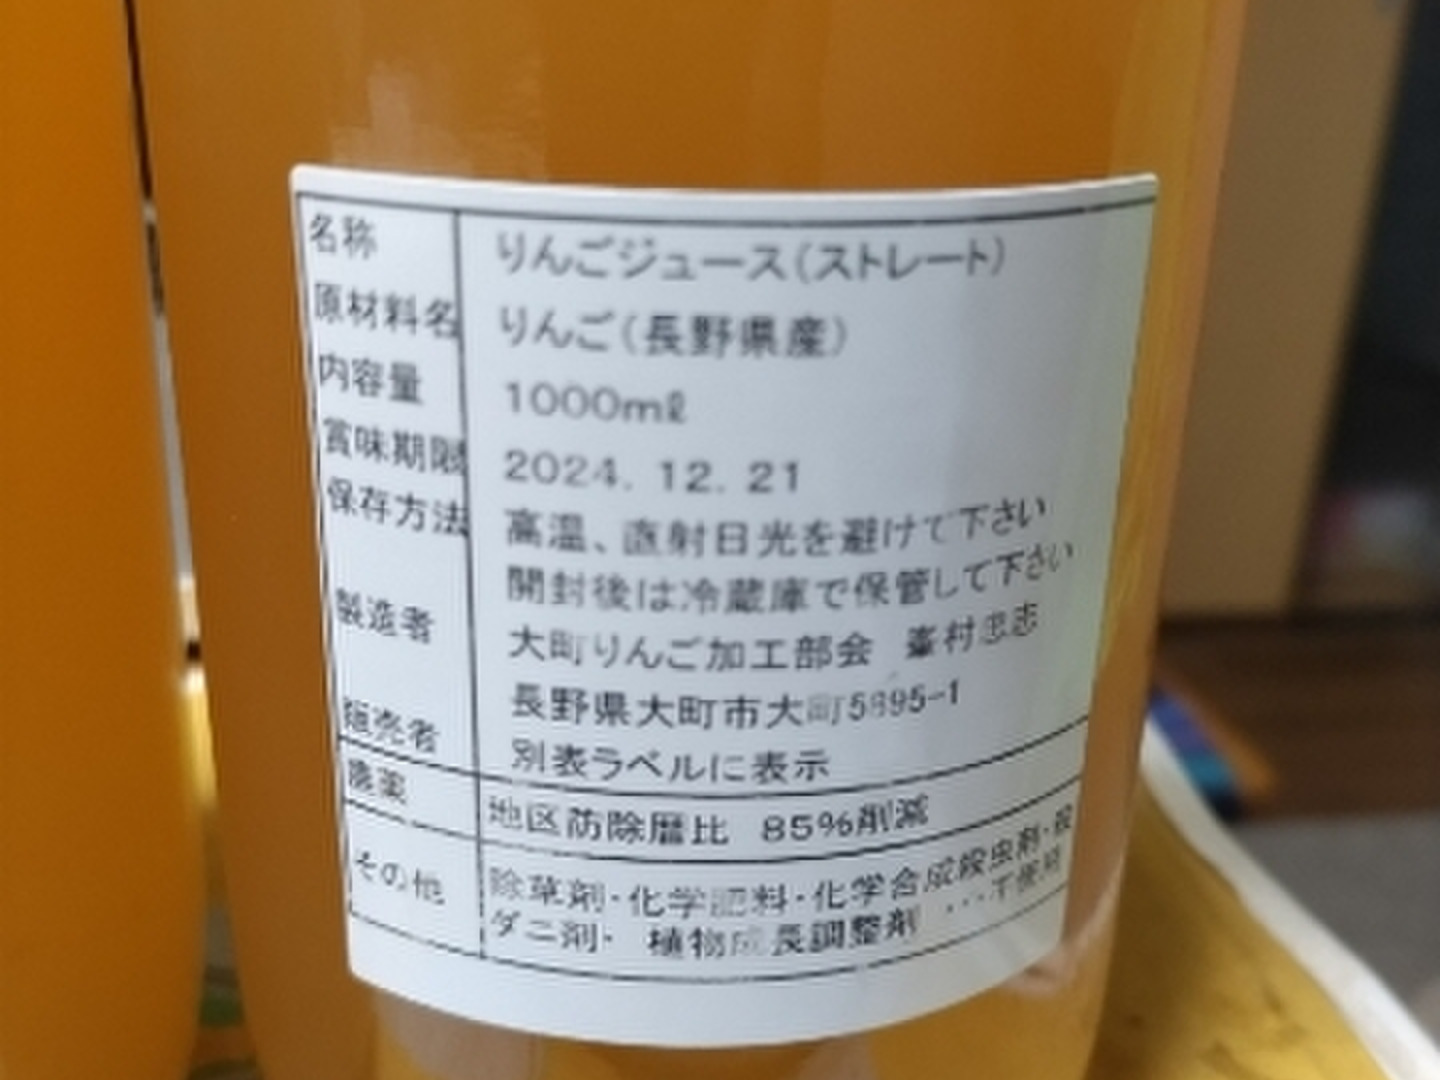 名称 りんごジュース(ストレート)
原材料名 りんご(長野県産)
内容量 1000mℓ
賞味期限 2024. 12. 21
保存方法 高温、直射日光を避けて下さい
開封後は冷蔵庫で保管して下さい
製造者 大町りんご加工部会 峯村忠志
長野県大町市大町5895-1
販売者 別表ラベルに表示
農薬 地区防除暦比 85%削減
その他 除草剤・化学肥料・化学合成殺虫剤・殺
ダニ剤・ 植物成長調整剤 ・・・不使用